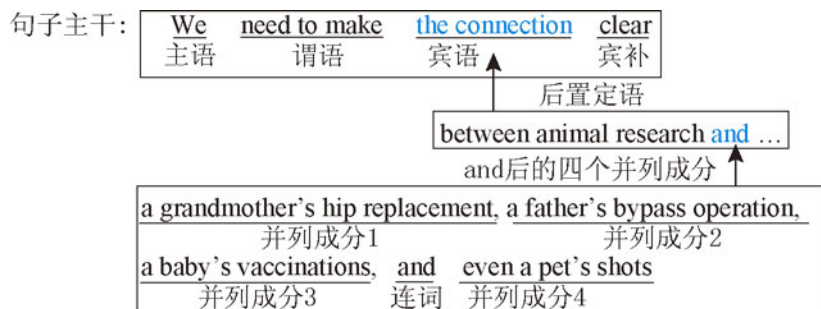 句子主干: We need to make the connection clear
主语 谓语 宾语 宾补
后置定语
between animal research and …
and后的四个并列成分
a grandmother's hip replacement, a father's bypass operation,
并列成分1 并列成分2
a baby's vaccinations, and even a pet's shots
并列成分3 连词 并列成分4